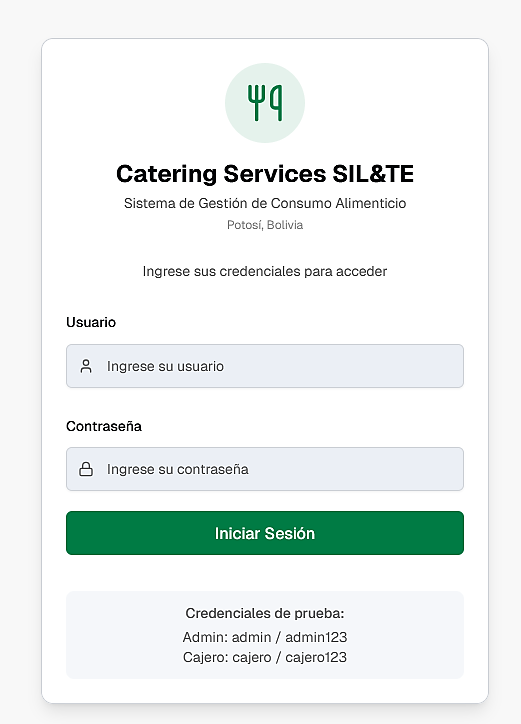 Catering Services SIL&TE
Sistema de Gestión de Consumo Alimenticio
Potosí, Bolivia
Ingrese sus credenciales para acceder
Usuario
Ingrese su usuario
Contraseña
Ingrese su contraseña
Iniciar Sesión
Credenciales de prueba:
Admin: admin / admin123
Cajero: cajero / cajero123